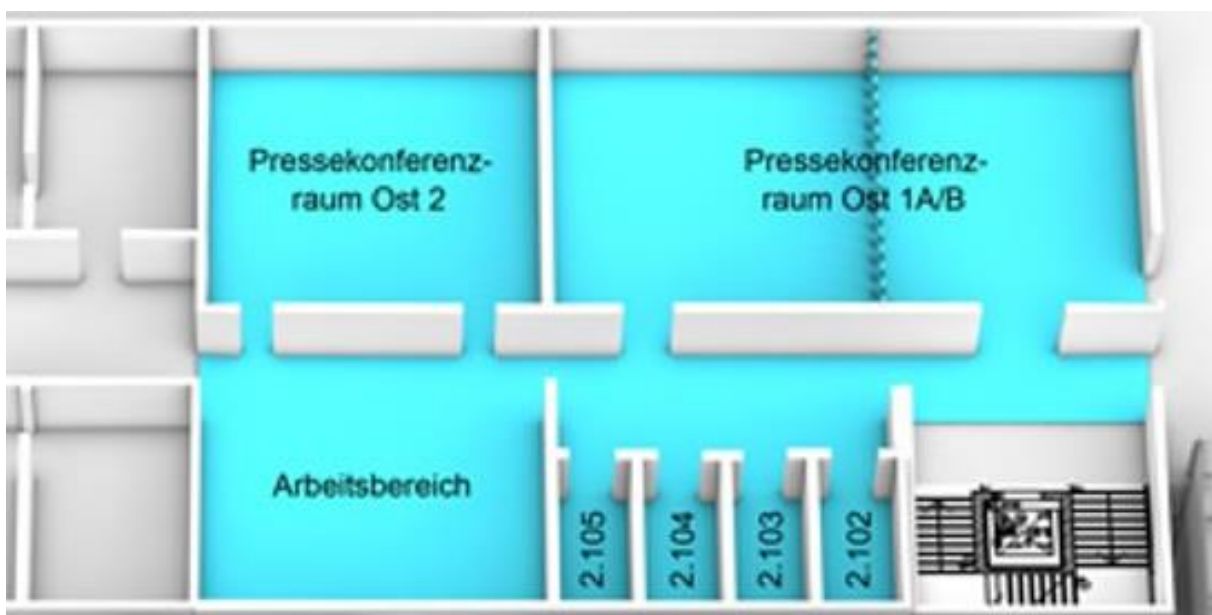 Pressekonferenz-
raum Ost 2
Pressekonferenz-
raum Ost 1A/B
Arbeitsbereich
2.105
2.104
2.103
2.102